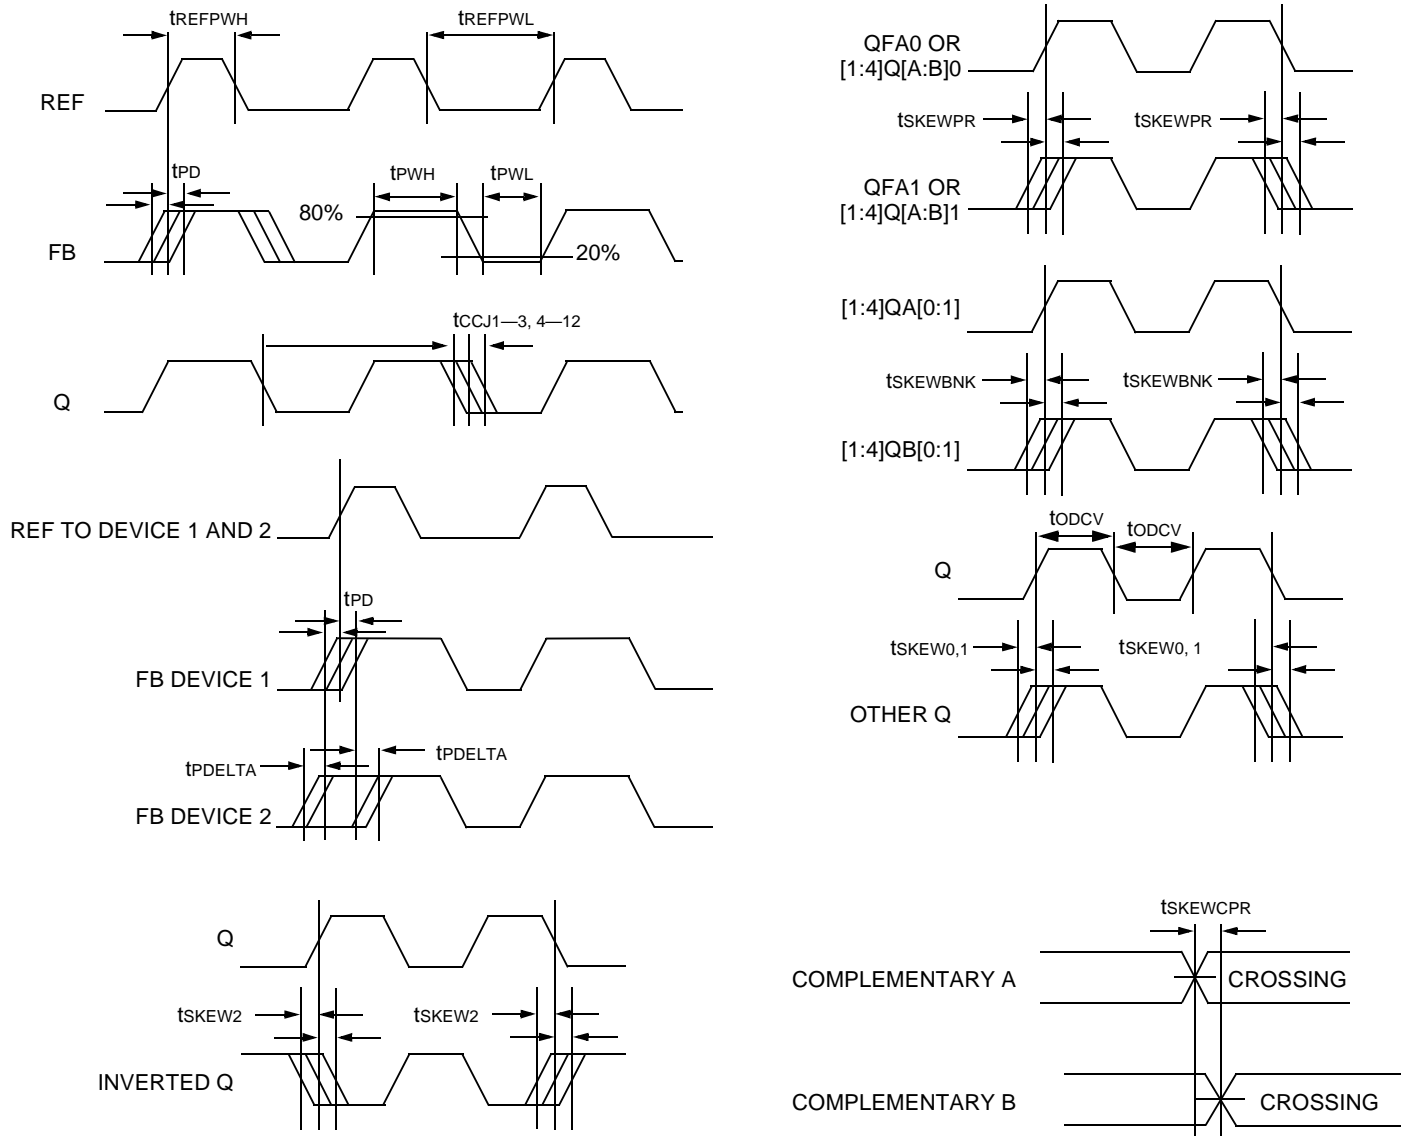 tREFPWH
tREFPWL
REF
tPD
tPWH
tPWL
80%
FB
20%
tCCJ1—3, 4—12
Q
REF TO DEVICE 1 AND 2
tPD
FB DEVICE 1
tPDELTA
tPDELTA
FB DEVICE 2
Q
tSKEW2
tSKEW2
INVERTED Q
QFA0 OR
[1:4]Q[A:B]0
tSKEWPR
tSKEWPR
QFA1 OR
[1:4]Q[A:B]1
[1:4]QA[0:1]
tSKEWBNK
tSKEWBNK
[1:4]QB[0:1]
tODCV
tODCV
Q
tSKEW0,1
tSKEW0, 1
OTHER Q
tSKEWCPR
COMPLEMENTARY A
CROSSING
COMPLEMENTARY B
CROSSING